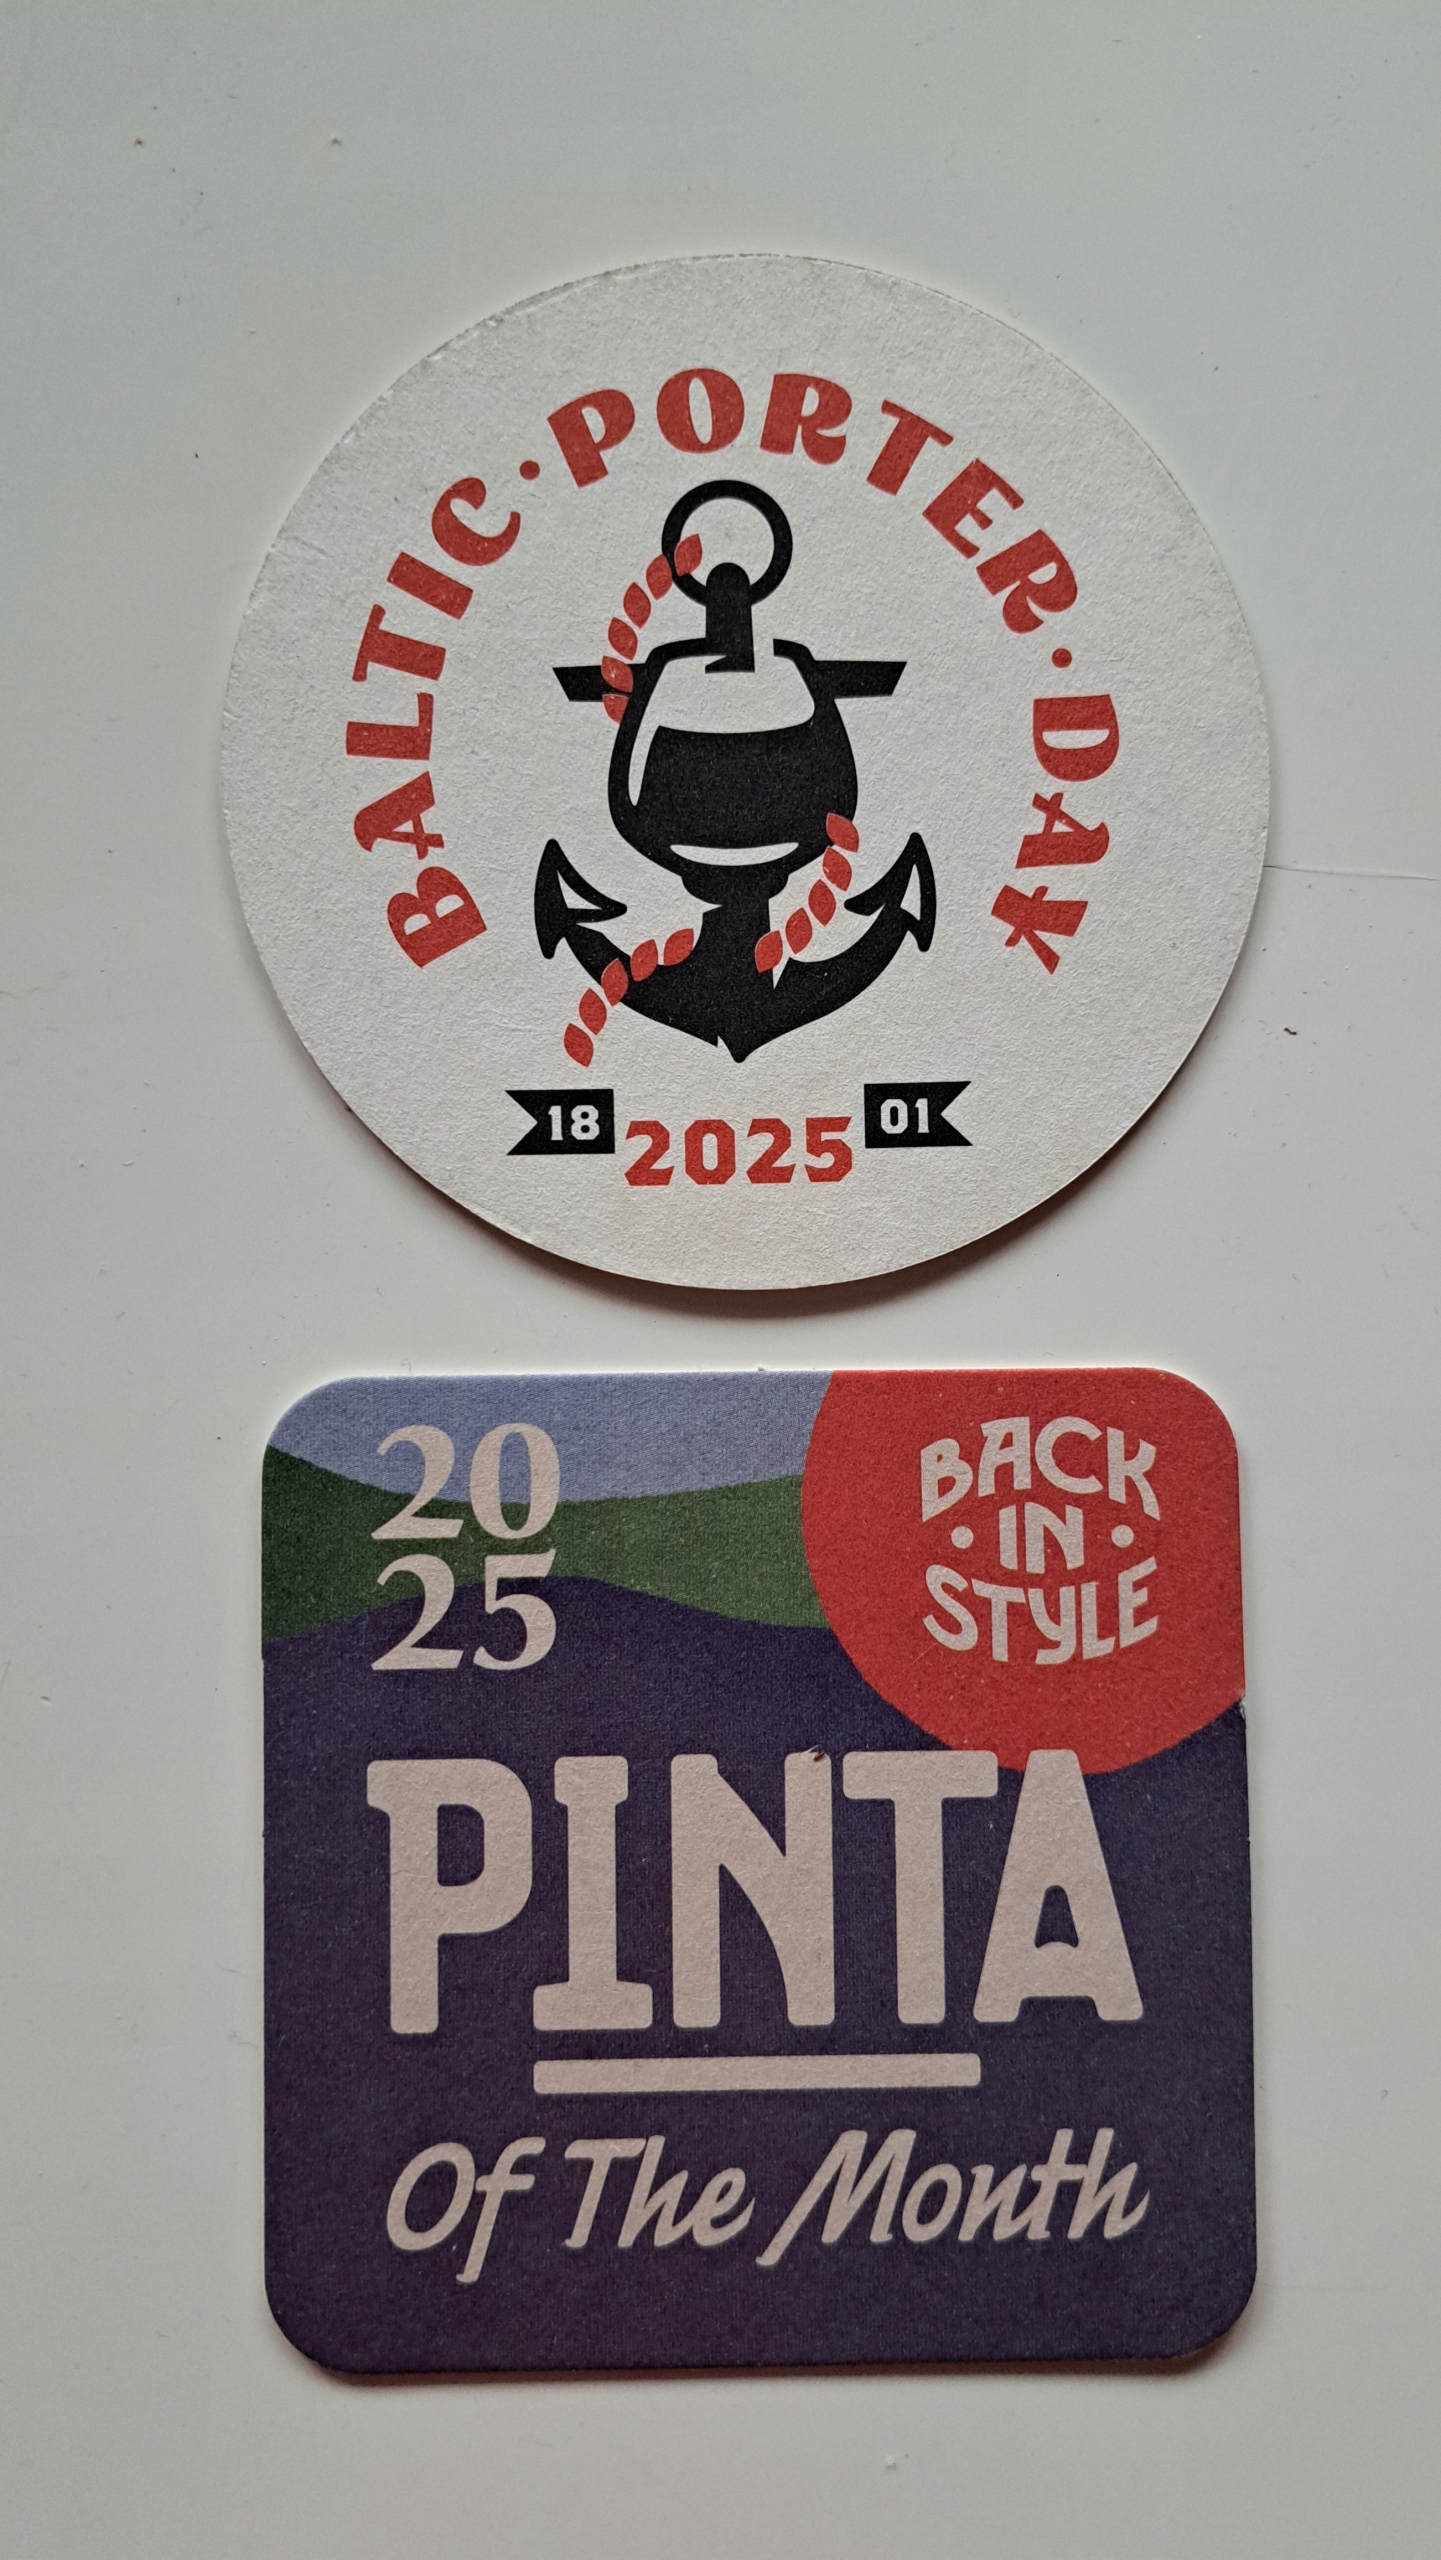 BALTIC·PORTER·DAY
18 2025 01
20
25
BACK
·IN·
STYLE
PINTA
Of The Month